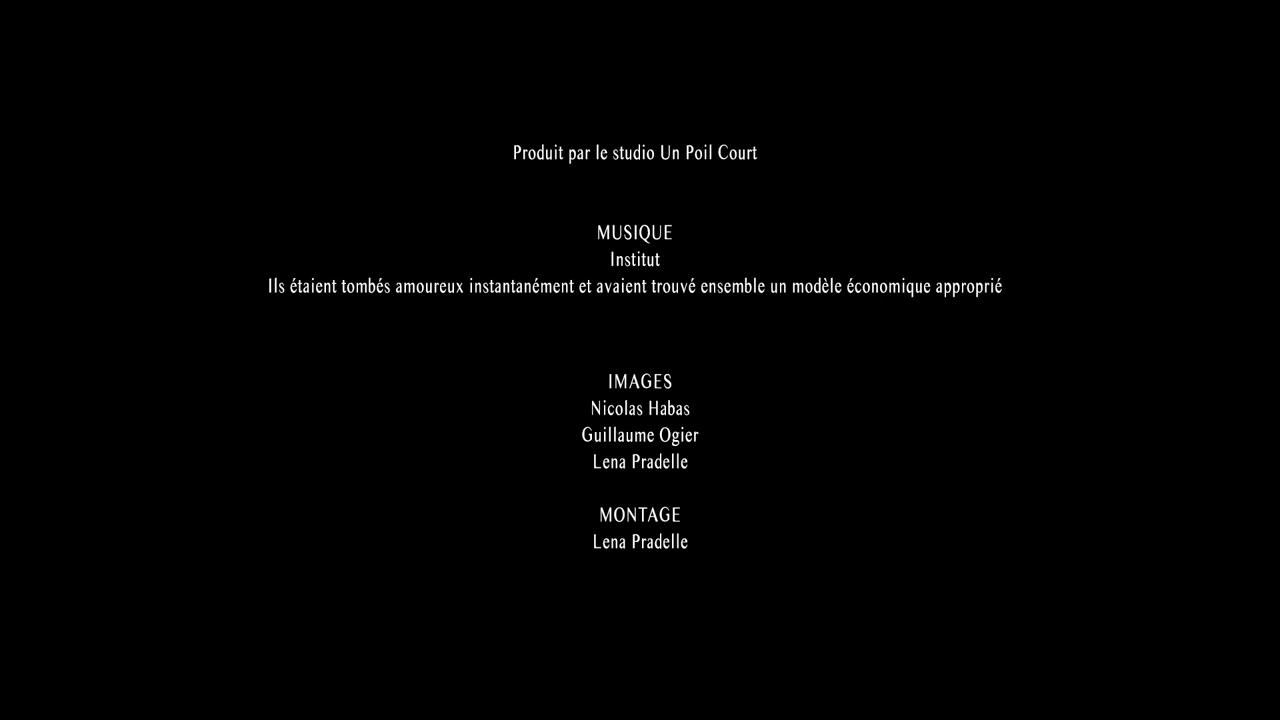 Produit par le studio Un Poil Court
MUSIQUE
Institut
Ils étaient tombés amoureux instantanément et avaient trouvé ensemble un modèle économique approprié
IMAGES
Nicolas Habas
Guillaume Ogier
Lena Pradelle
MONTAGE
Lena Pradelle